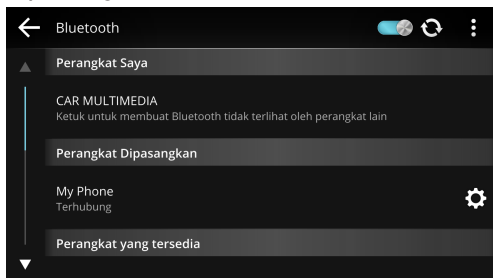 Bluetooth
Perangkat Saya
CAR MULTIMEDIA
Ketuk untuk membuat Bluetooth tidak terlihat oleh perangkat lain
Perangkat Dipasangkan
My Phone
Terhubung
Perangkat yang tersedia